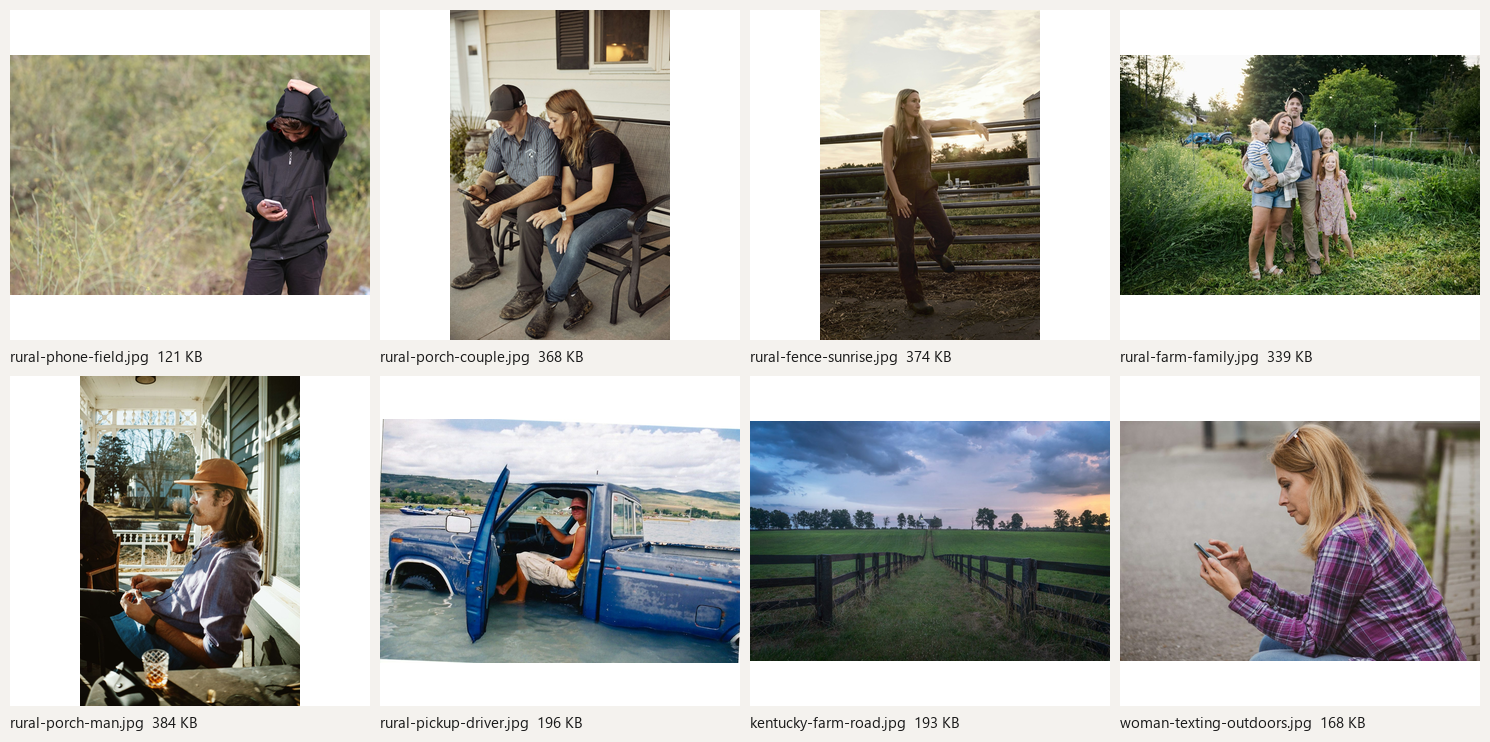 rural-phone-field.jpg 121 KB
rural-porch-couple.jpg 368 KB
rural-fence-sunrise.jpg 374 KB
rural-farm-family.jpg 339 KB
rural-porch-man.jpg 384 KB
rural-pickup-driver.jpg 196 KB
kentucky-farm-road.jpg 193 KB
woman-texting-outdoors.jpg 168 KB